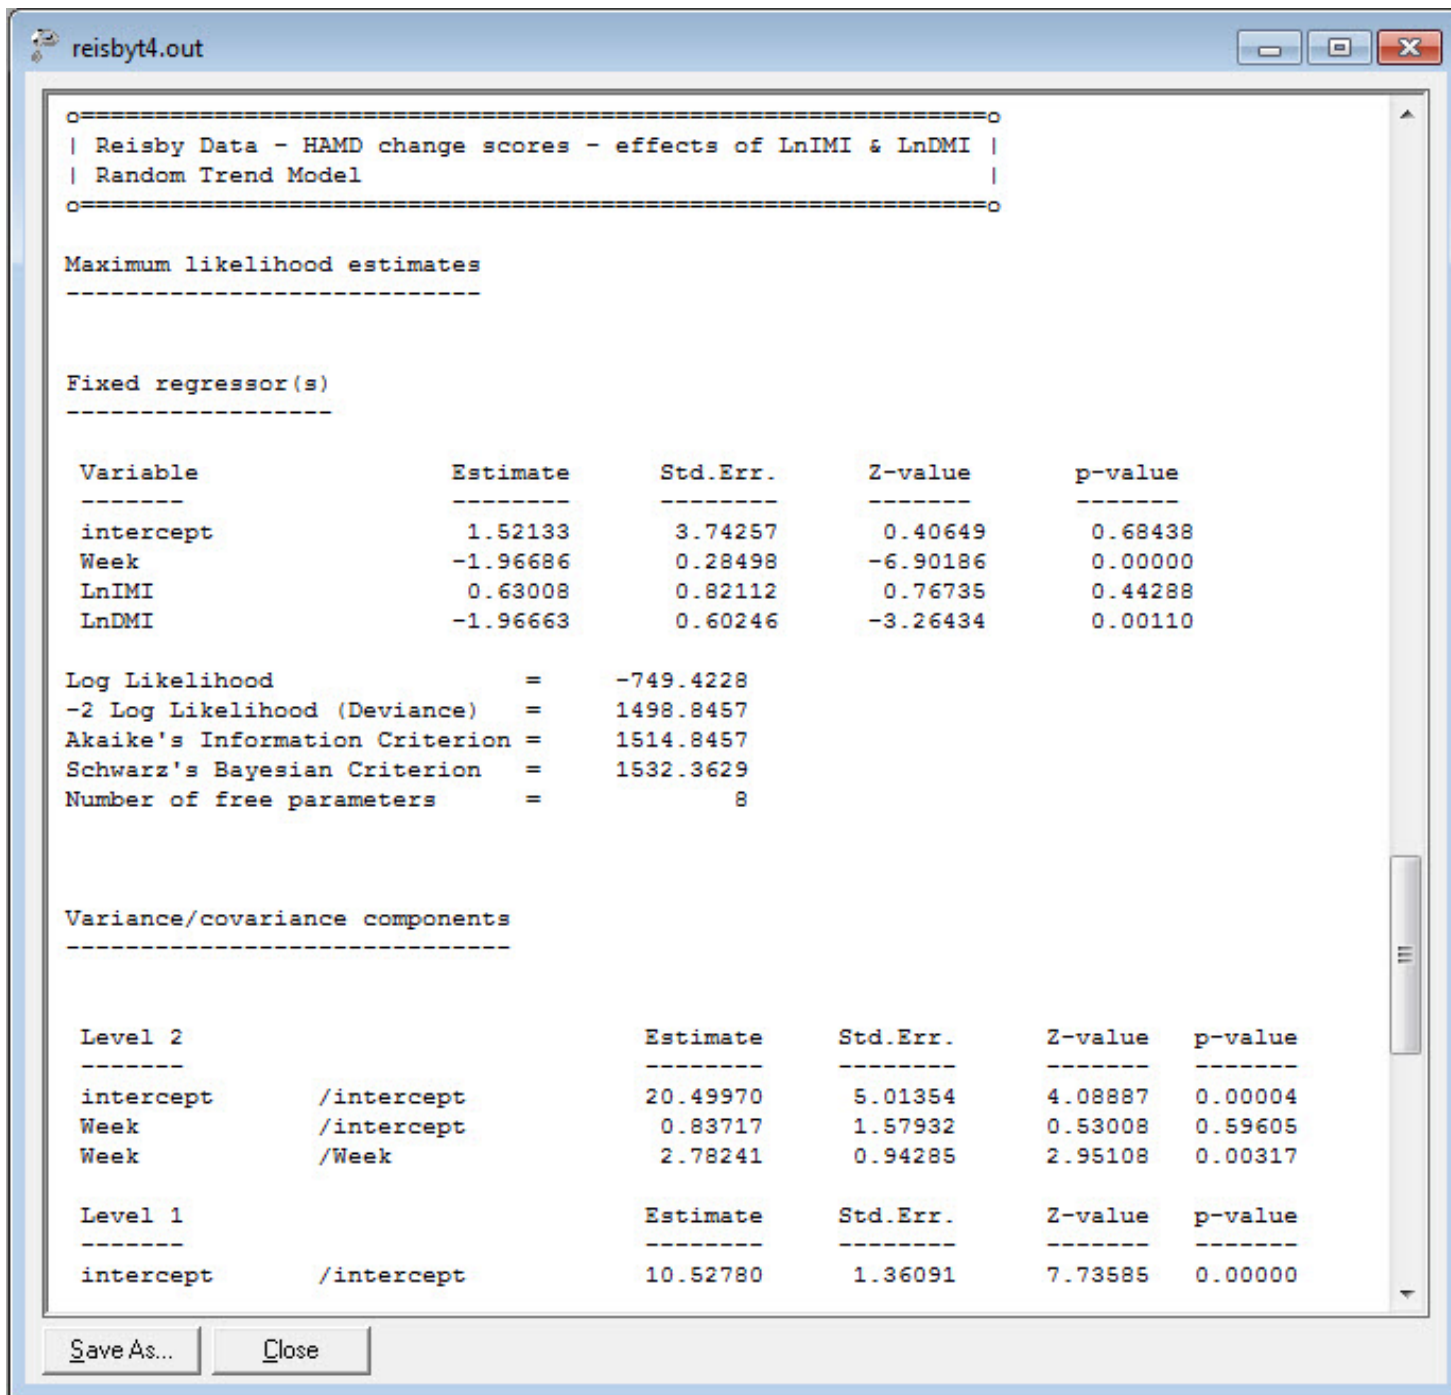 reisbyt4.out
o=============================================================o
| Reisby Data - HAMD change scores - effects of LnIMI & LnDMI |
| Random Trend Model |
o=============================================================o
Maximum likelihood estimates
----------------------------
Fixed regressor(s)
------------------
Variable Estimate Std.Err. Z-value p-value
------- -------- -------- ------- -------
intercept 1.52133 3.74257 0.40649 0.68438
Week -1.96686 0.28498 -6.90186 0.00000
LnIMI 0.63008 0.82112 0.76735 0.44288
LnDMI -1.96663 0.60246 -3.26434 0.00110
Log Likelihood = -749.4228
-2 Log Likelihood (Deviance) = 1498.8457
Akaike's Information Criterion = 1514.8457
Schwarz's Bayesian Criterion = 1532.3629
Number of free parameters = 8
Variance/covariance components
------------------------------
Level 2 Estimate Std.Err. Z-value p-value
------- -------- -------- ------- -------
intercept /intercept 20.49970 5.01354 4.08887 0.00004
Week /intercept 0.83717 1.57932 0.53008 0.59605
Week /Week 2.78241 0.94285 2.95108 0.00317
Level 1 Estimate Std.Err. Z-value p-value
------- -------- -------- ------- -------
intercept /intercept 10.52780 1.36091 7.73585 0.00000
Save As... Close